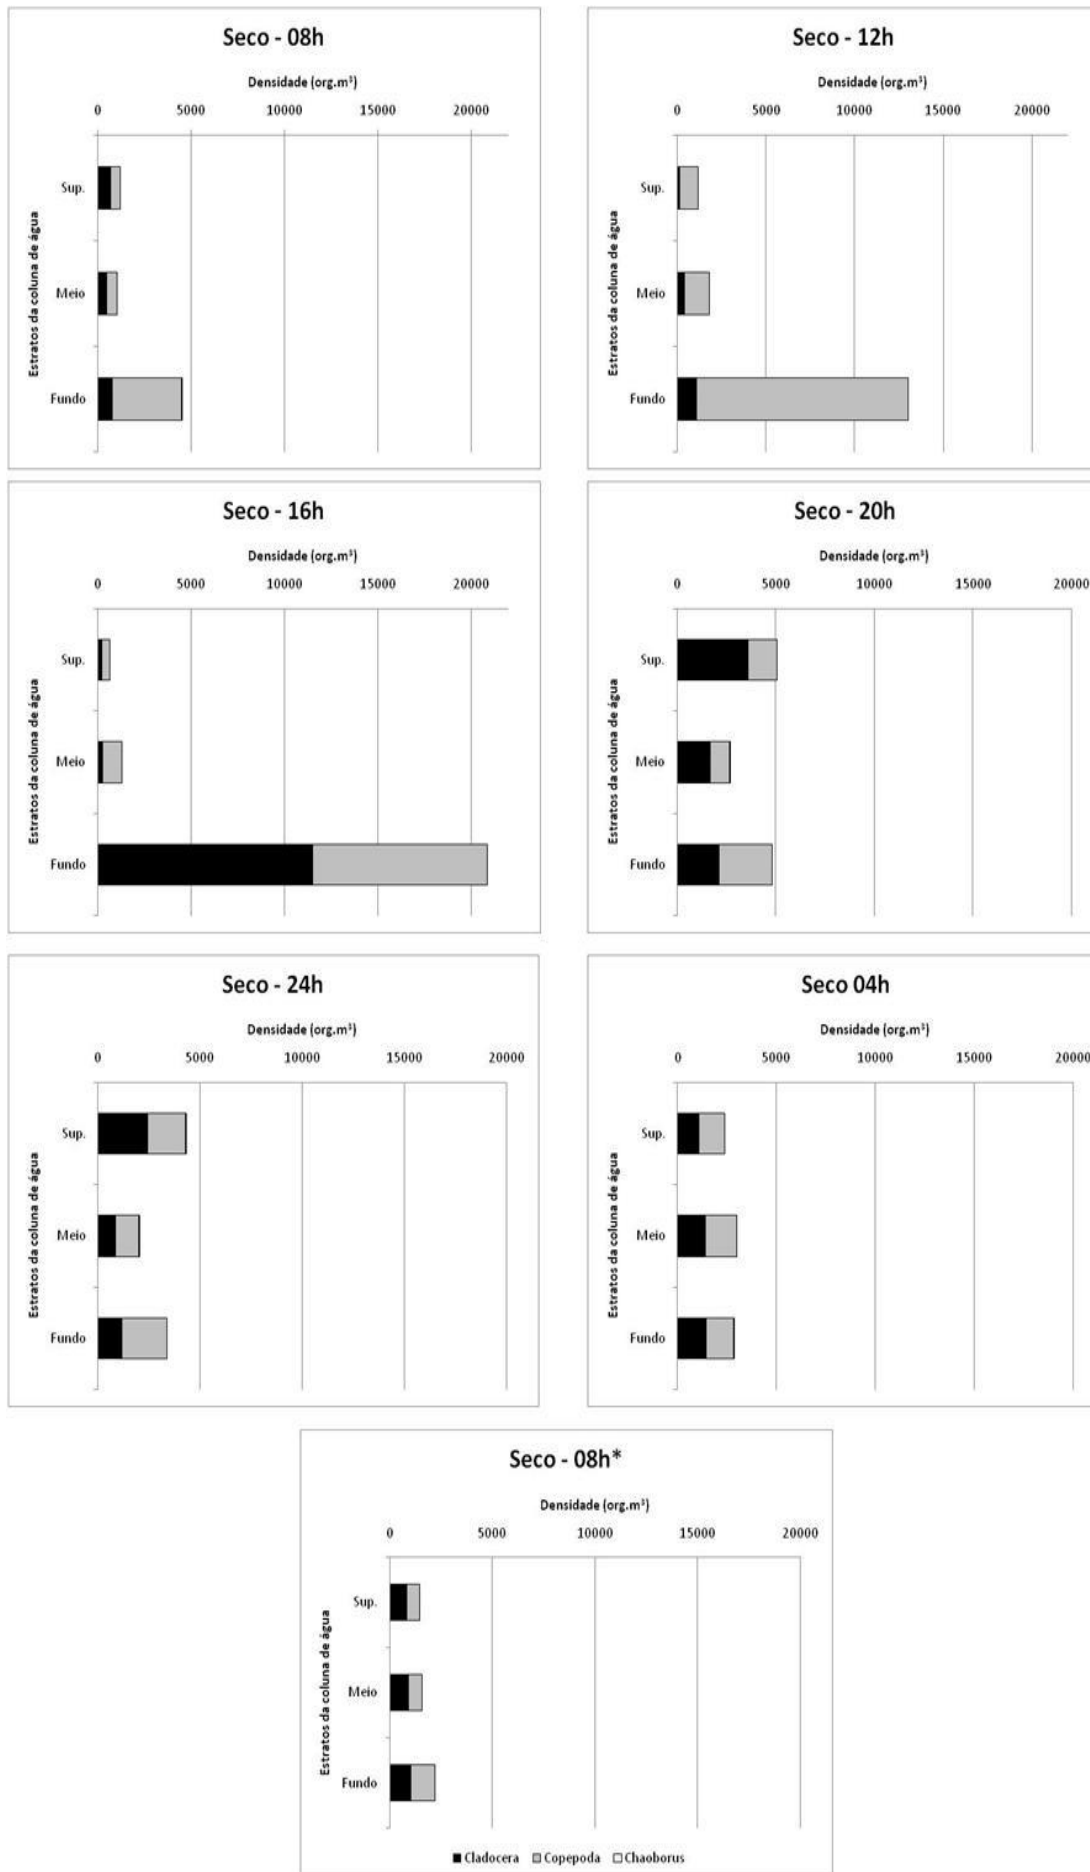 Seco - 08h
Densidade (org.m³)
0 5000 10000 15000 20000
Estratos da coluna de água
Sup.
Meio
Fundo
Seco - 12h
Densidade (org.m³)
0 5000 10000 15000 20000
Estratos da coluna de água
Sup.
Meio
Fundo
Seco - 16h
Densidade (org.m³)
0 5000 10000 15000 20000
Estratos da coluna de água
Sup.
Meio
Fundo
Seco - 20h
Densidade (org.m³)
0 5000 10000 15000 20000
Estratos da coluna de água
Sup.
Meio
Fundo
Seco - 24h
Densidade (org.m³)
0 5000 10000 15000 20000
Estratos da coluna de água
Sup.
Meio
Fundo
Seco 04h
Densidade (org.m³)
0 5000 10000 15000 20000
Estratos da coluna de água
Sup.
Meio
Fundo
Seco - 08h*
Densidade (org.m³)
0 5000 10000 15000 20000
Estratos da coluna de água
Sup.
Meio
Fundo
Cladocera Copepoda Chaoborus